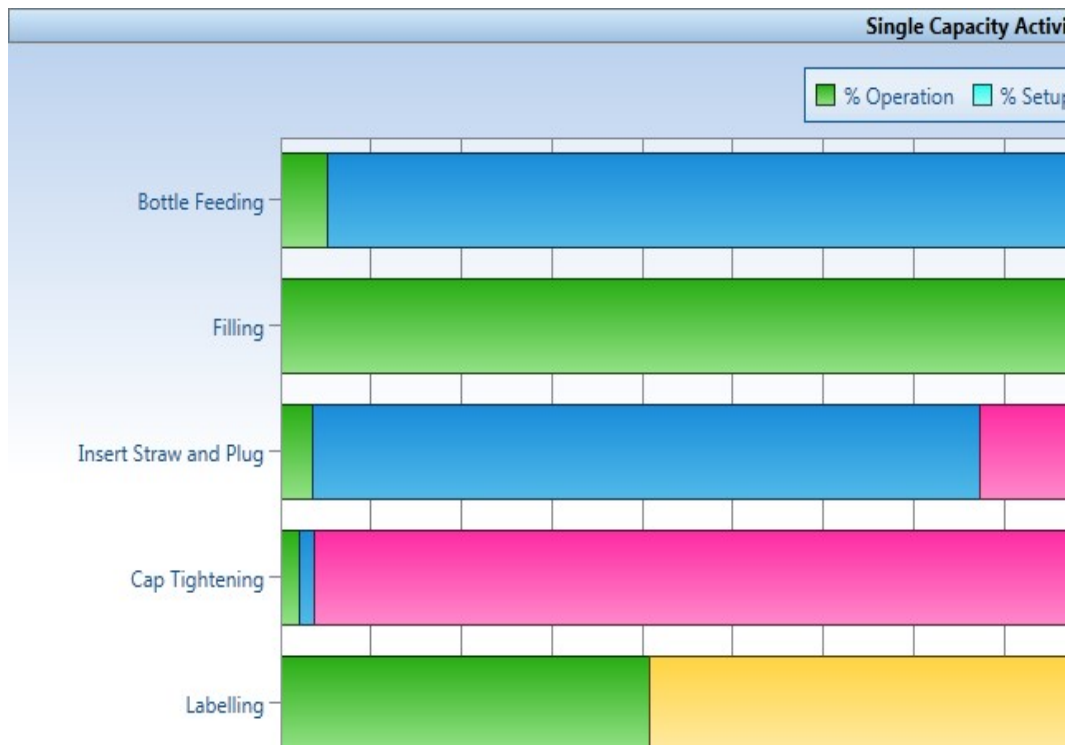 Single Capacity Activi
% Operation % Setup
Bottle Feeding
Filling
Insert Straw and Plug
Cap Tightening
Labelling